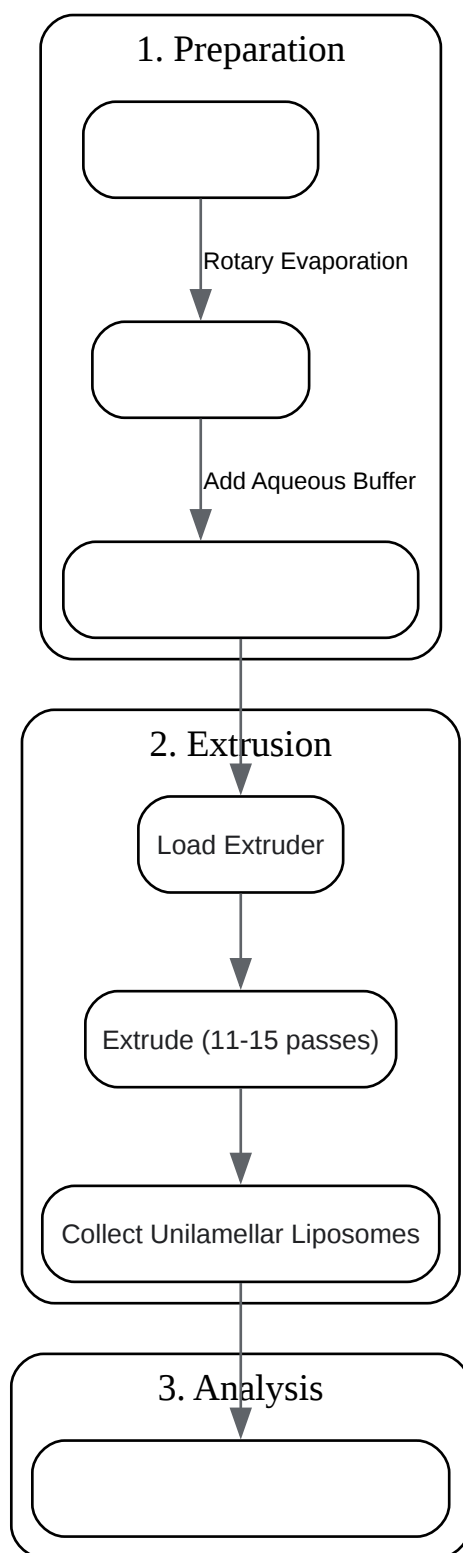 1. Preparation
Rotary Evaporation
Add Aqueous Buffer
2. Extrusion
Load Extruder
Extrude (11-15 passes)
Collect Unilamellar Liposomes
3. Analysis